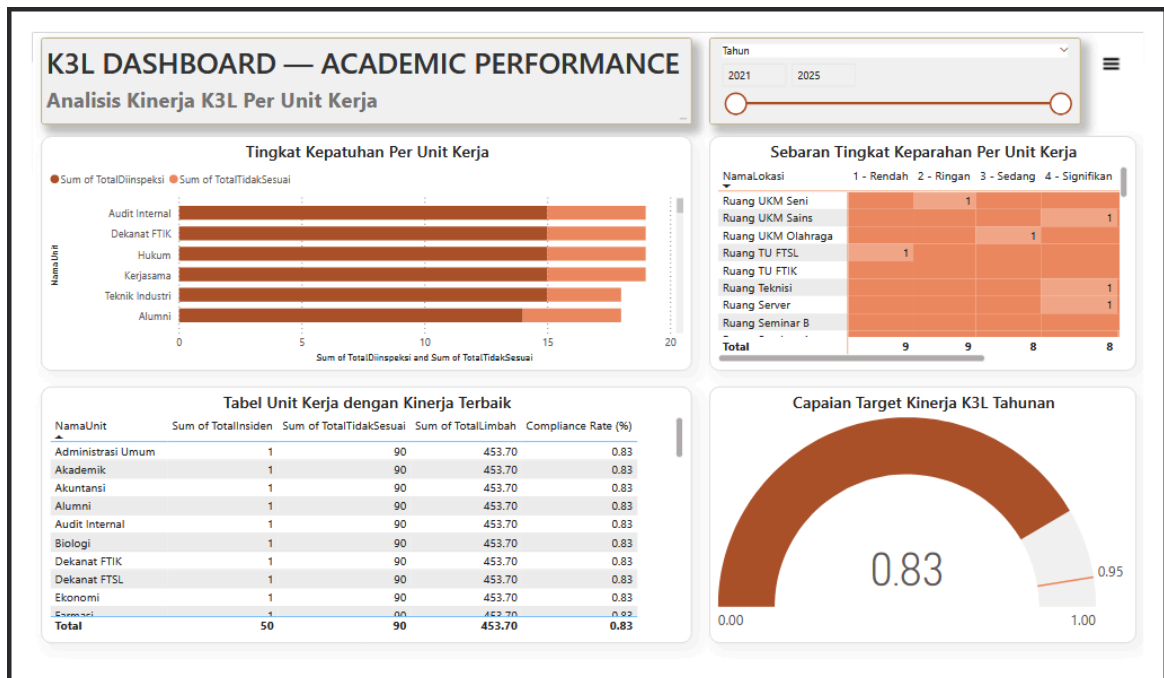 K3L DASHBOARD — ACADEMIC PERFORMANCE
Analisis Kinerja K3L Per Unit Kerja
Tahun
2021 2025
Tingkat Kepatuhan Per Unit Kerja
Sum of TotalDiinspeksi Sum of TotalTidakSesuai
NamaUnit
Audit Internal
Dekanat FTIK
Hukum
Kerjasama
Teknik Industri
Alumni
0 5 10 15 20
Sum of TotalDiinspeksi and Sum of TotalTidakSesuai
Sebaran Tingkat Keparahan Per Unit Kerja
NamaLokasi 1 - Rendah 2 - Ringan 3 - Sedang 4 - Signifikan
Ruang UKM Seni 1
Ruang UKM Sains 1
Ruang UKM Olahraga 1
Ruang TU FTSL 1
Ruang TU FTIK
Ruang Teknisi 1
Ruang Server 1
Ruang Seminar B
Total 9 9 8 8
Tabel Unit Kerja dengan Kinerja Terbaik
NamaUnit Sum of TotalInsiden Sum of TotalTidakSesuai Sum of TotalLimbah Compliance Rate (%)
Administrasi Umum 1 90 453.70 0.83
Akademik 1 90 453.70 0.83
Akuntansi 1 90 453.70 0.83
Alumni 1 90 453.70 0.83
Audit Internal 1 90 453.70 0.83
Biologi 1 90 453.70 0.83
Dekanat FTIK 1 90 453.70 0.83
Dekanat FTSL 1 90 453.70 0.83
Ekonomi 1 90 453.70 0.83
Farmasi 1 90 453.70 0.83
Total 50 90 453.70 0.83
Capaian Target Kinerja K3L Tahunan
0.83
0.95
0.00 1.00